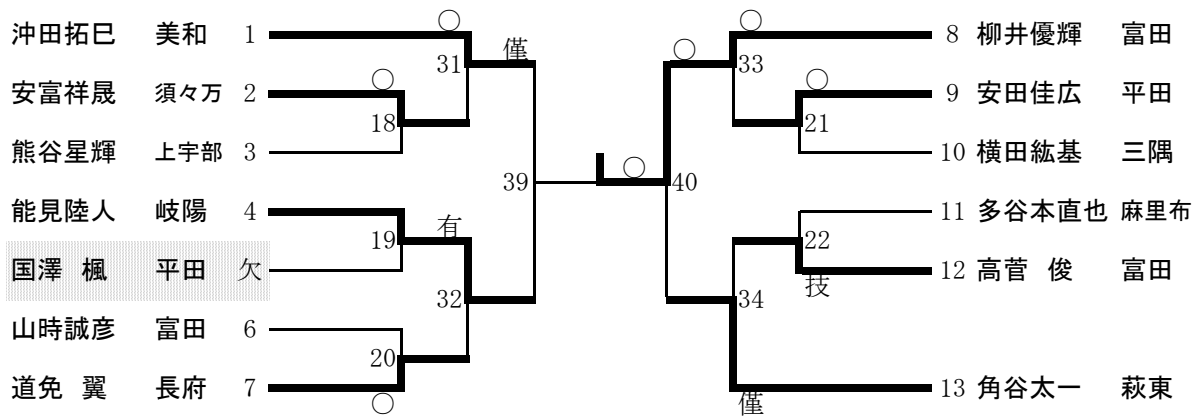 沖田拓巳 美和 1 ○ 31 僅
安富祥晟 須々万 2 ○ 18
熊谷星輝 上宇部 3
能見陸人 岐陽 4 19 有
国澤 楓 平田 欠
山時誠彦 富田 6 20
道免 翼 長府 7 ○
32
39
○
40
○
○ 33 8 柳井優輝 富田
○ 21 9 安田佳広 平田
10 横田紘基 三隅
22 11 多谷本直也 麻里布
技 12 高菅 俊 富田
34
僅 13 角谷太一 萩東